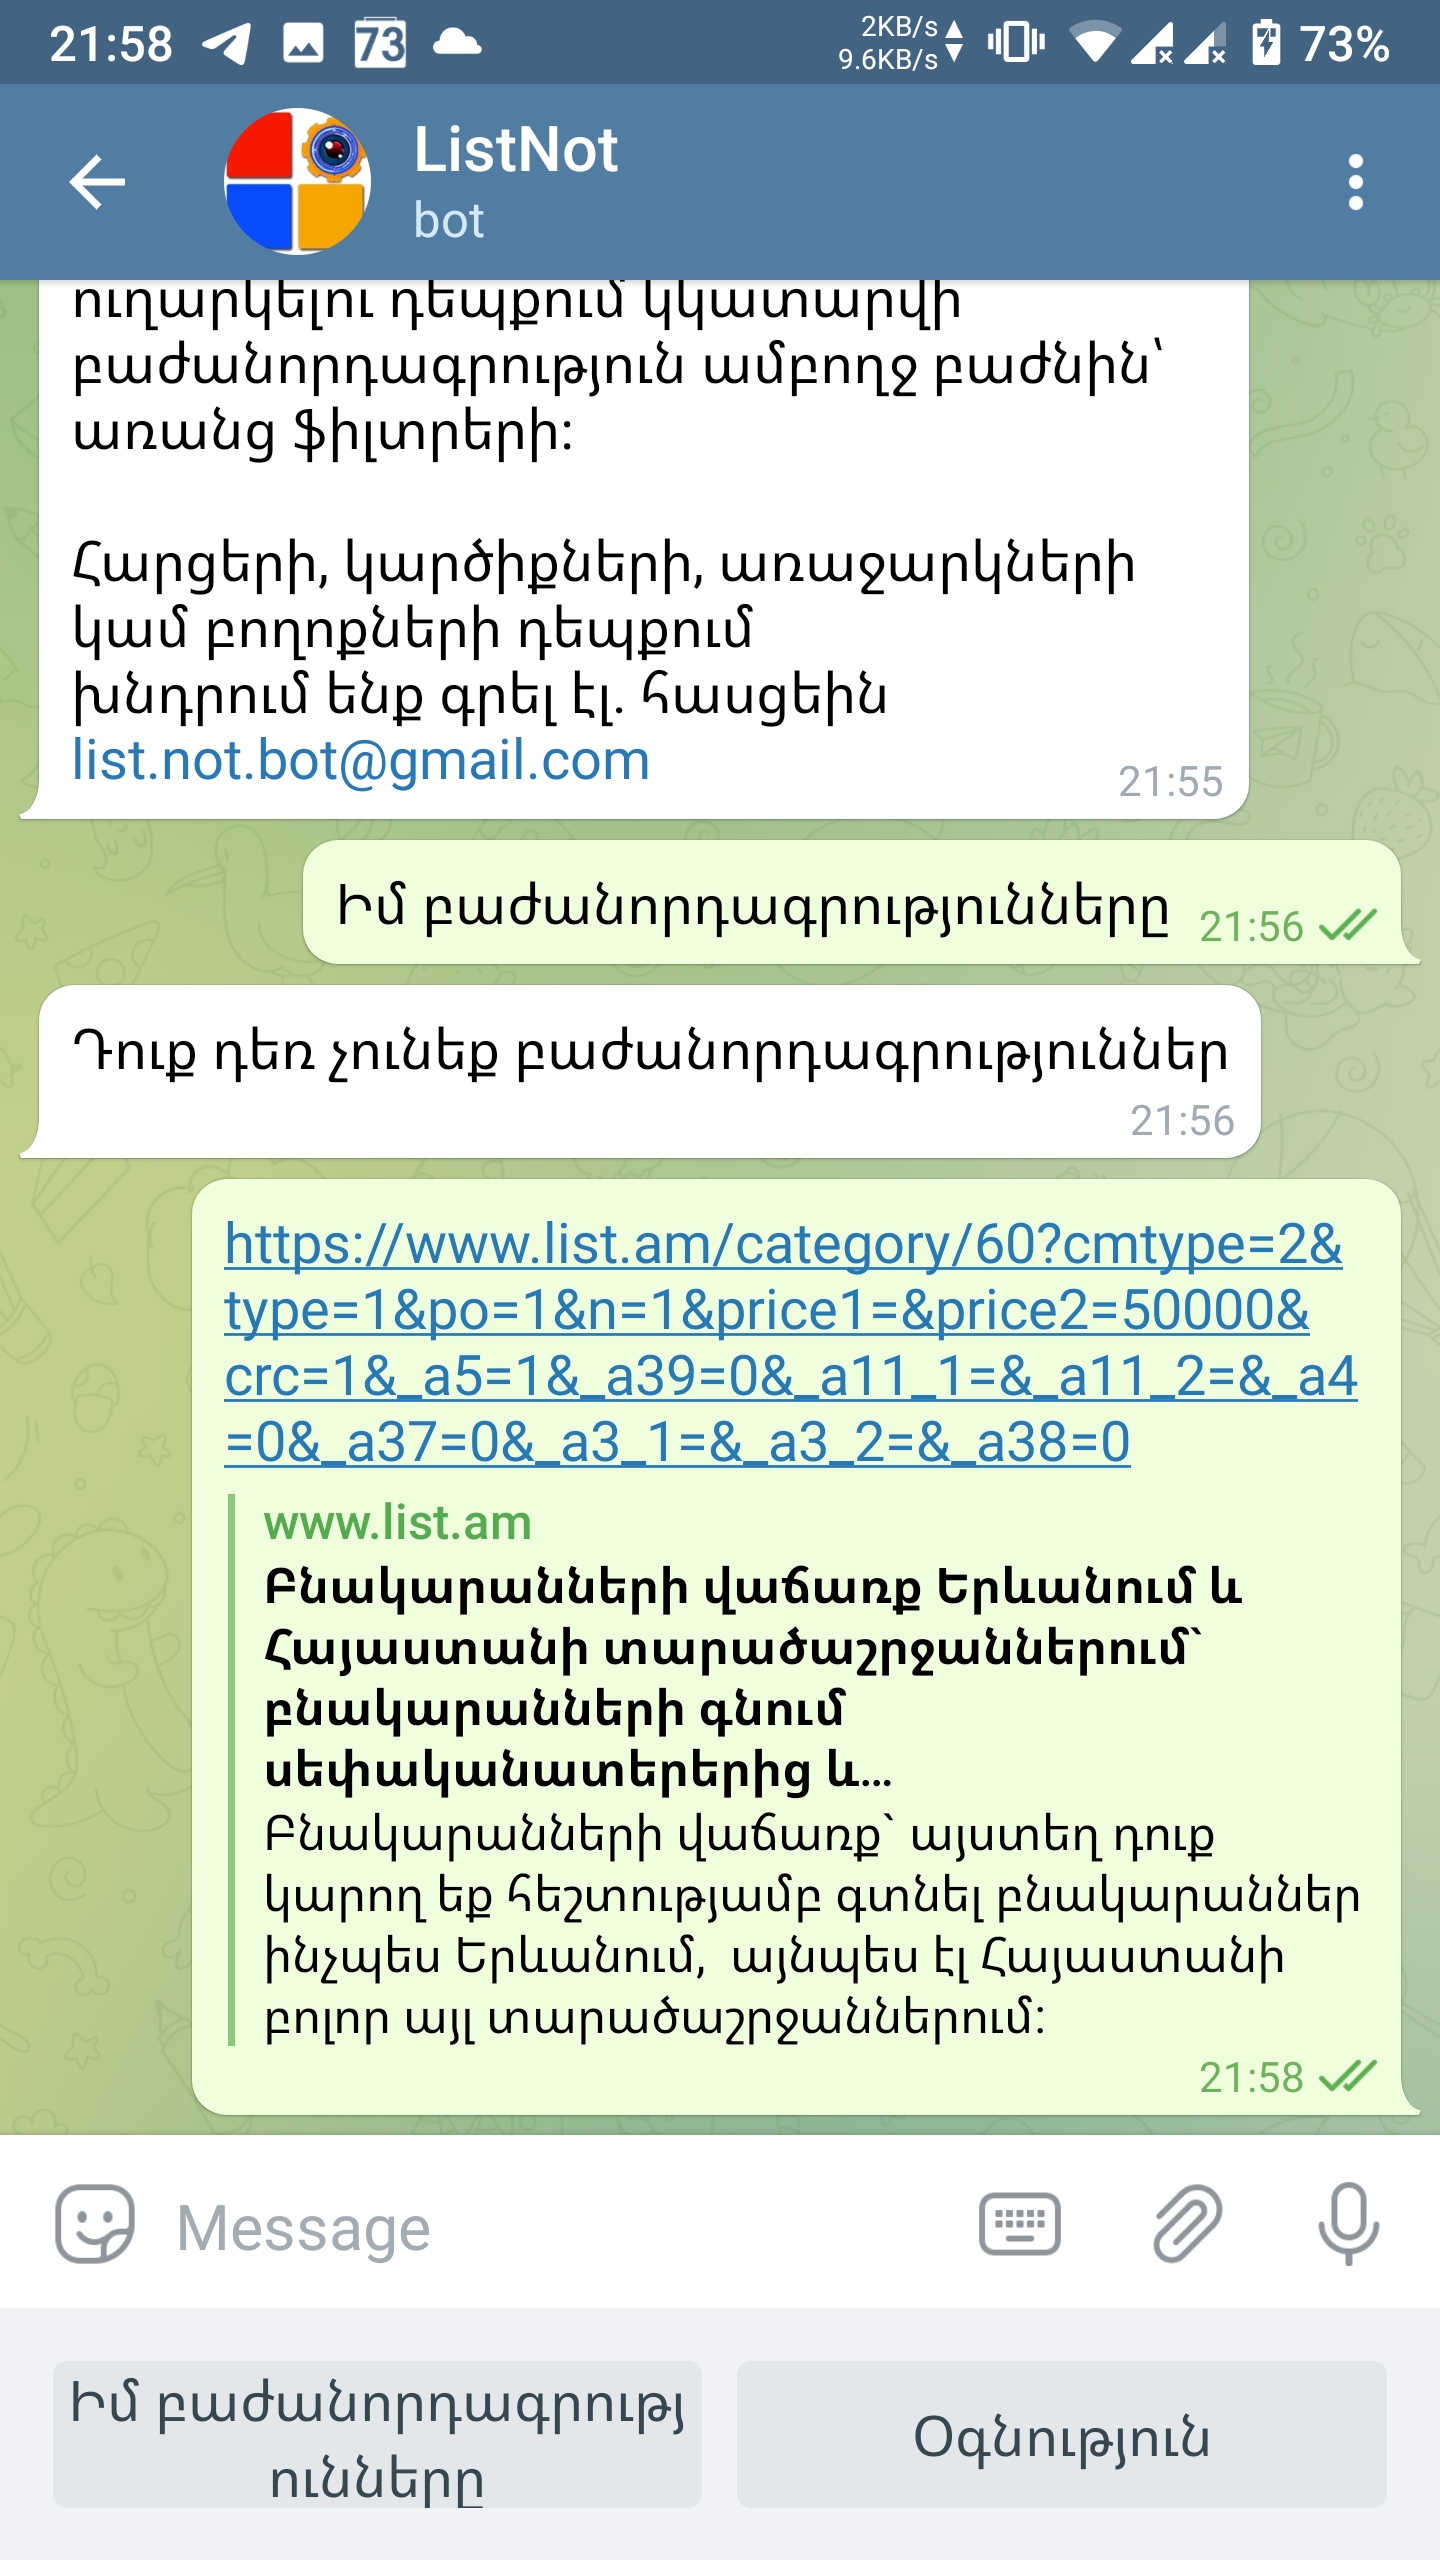 21:58
73
2KB/s
9.6KB/s
73%
ListNot
bot
ուղարկելու դեպքում կկատարվի
բաժանորդագրություն ամբողջ բաժնին՝
առանց ֆիլտրերի:
Հարցերի, կարծիքների, առաջարկների
կամ բողոքների դեպքում
խնդրում ենք գրել էլ. հասցեին
list.not.bot@gmail.com
21:55
Իմ բաժանորդագրությունները
21:56
Դուք դեռ չունեք բաժանորդագրություններ
21:56
https://www.list.am/category/60?cmtype=2&
type=1&po=1&n=1&price1=&price2=50000&
crc=1&_a5=1&_a39=0&_a11_1=&_a11_2=&_a4
=0&_a37=0&_a3_1=&_a3_2=&_a38=0
www.list.am
Բնակարանների վաճառք Երևանում և
Հայաստանի տարածաշրջաններում`
բնակարանների գնում
սեփականատերերից և...
Բնակարանների վաճառք` այստեղ դուք
կարող եք հեշտությամբ գտնել բնակարաններ
ինչպես Երևանում, այնպես էլ Հայաստանի
բոլոր այլ տարածաշրջաններում:
21:58
Message
Իմ բաժանորդագրությ
ունները
Օգնություն